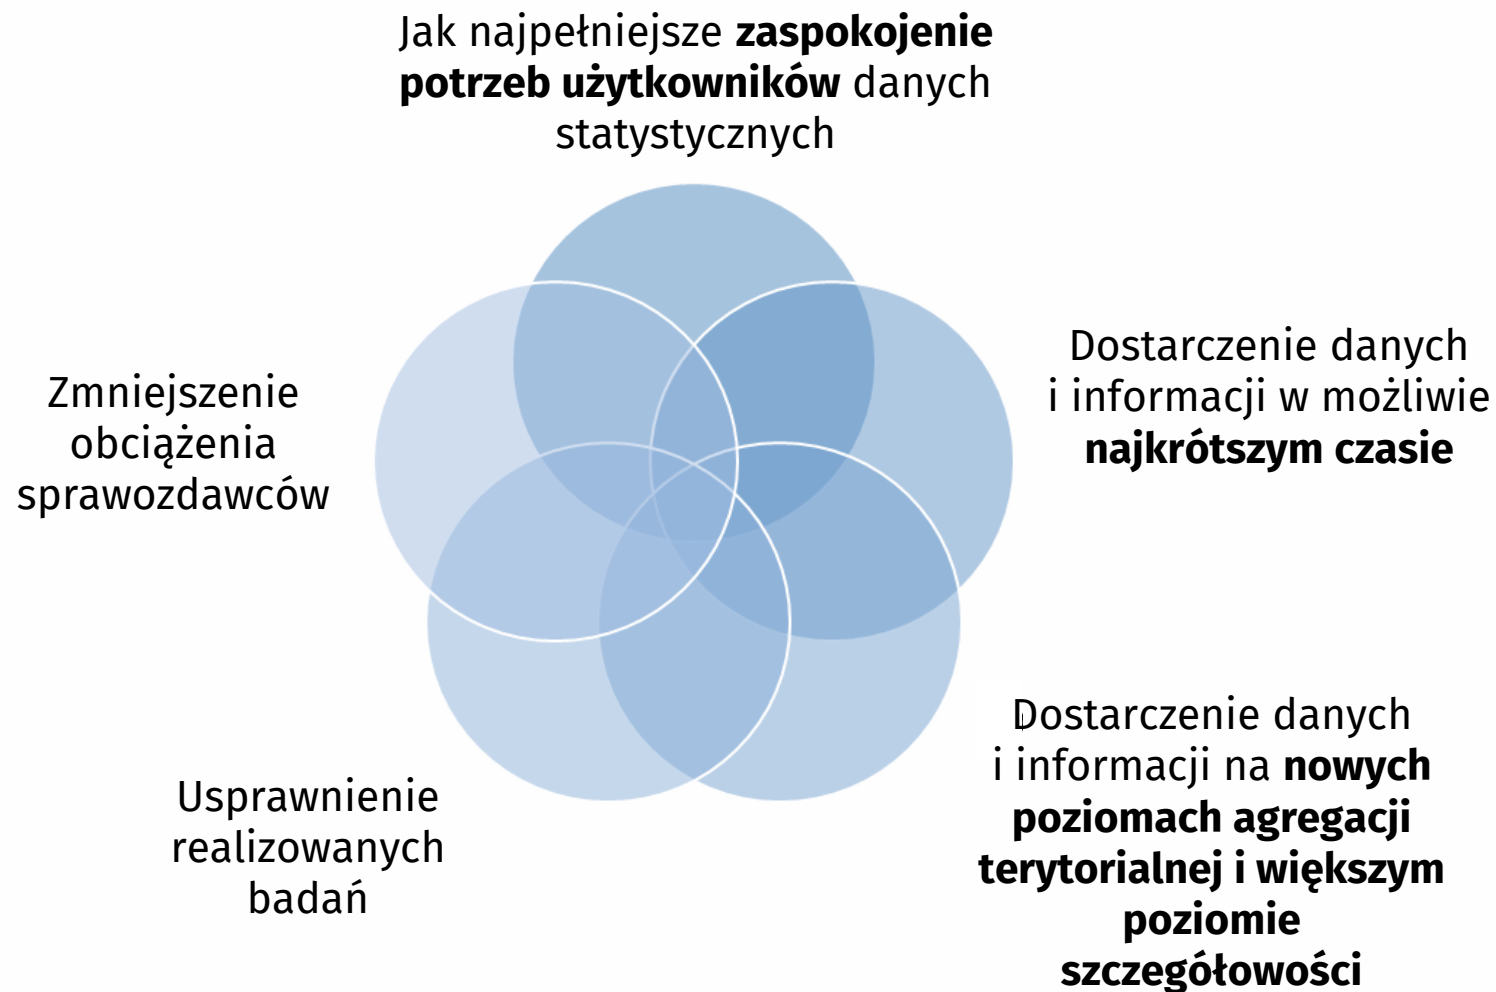 Jak najpełniejsze zaspokojenie
potrzeb użytkowników danych
statystycznych
Dostarczenie danych
i informacji w możliwie
najkrótszym czasie
Dostarczenie danych
i informacji na nowych
poziomach agregacji
terytorialnej i większym
poziomie
szczegółowości
Usprawnienie
realizowanych
badań
Zmniejszenie
obciążenia
sprawozdawców